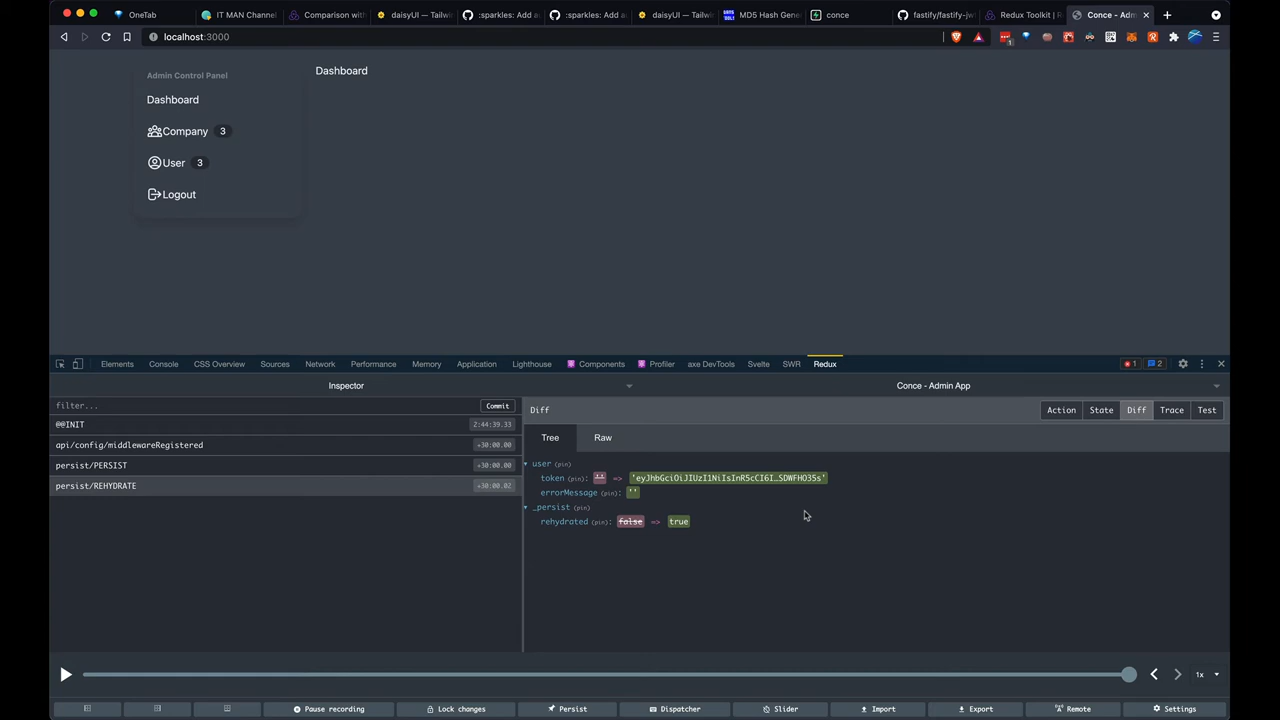 OneTab
IT MAN Channel
Comparison with
daisyUI — Tailwi
:sparkles: Add a
:sparkles: Add a
daisyUI — Tailwi
MD5 Hash Gene
conce
fastify/fastify-jw
Redux Toolkit | R
Conce - Adm
localhost:3000
1
Admin Control Panel
Dashboard
Company 3
User 3
Logout
Dashboard
Elements Console CSS Overview Sources Network Performance Memory Application Lighthouse Components Profiler axe DevTools Svelte SWR Redux 1 2
Inspector
Conce - Admin App
filter...
Commit
@@INIT 2:44:39.33
api/config/middlewareRegistered +30:00.00
persist/PERSIST +30:00.00
persist/REHYDRATE +30:00.02
Diff
Action State Diff Trace Test
Tree Raw
user (pin)
token (pin): '' => 'eyJhbGciOiJIUzI1NiIsInR5cCI6I…SDWFHO35s'
errorMessage (pin): ''
_persist (pin)
rehydrated (pin): false => true
1x
Pause recording Lock changes Persist Dispatcher Slider Import Export Remote Settings